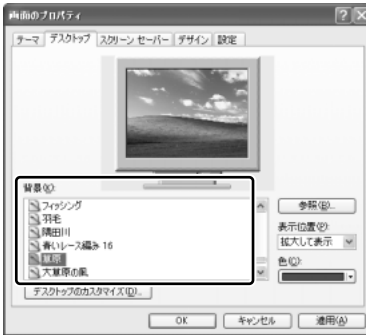 画面のプロパティ
テーマ デスクトップ スクリーン セーバー デザイン 設定
背景(K):
フィッシング
羽毛
隅田川
青いレース編み 16
草原
大草原の風
参照(B)...
表示位置(P):
拡大して表示
色(C):
デスクトップのカスタマイズ(D)...
OK キャンセル 適用(A)